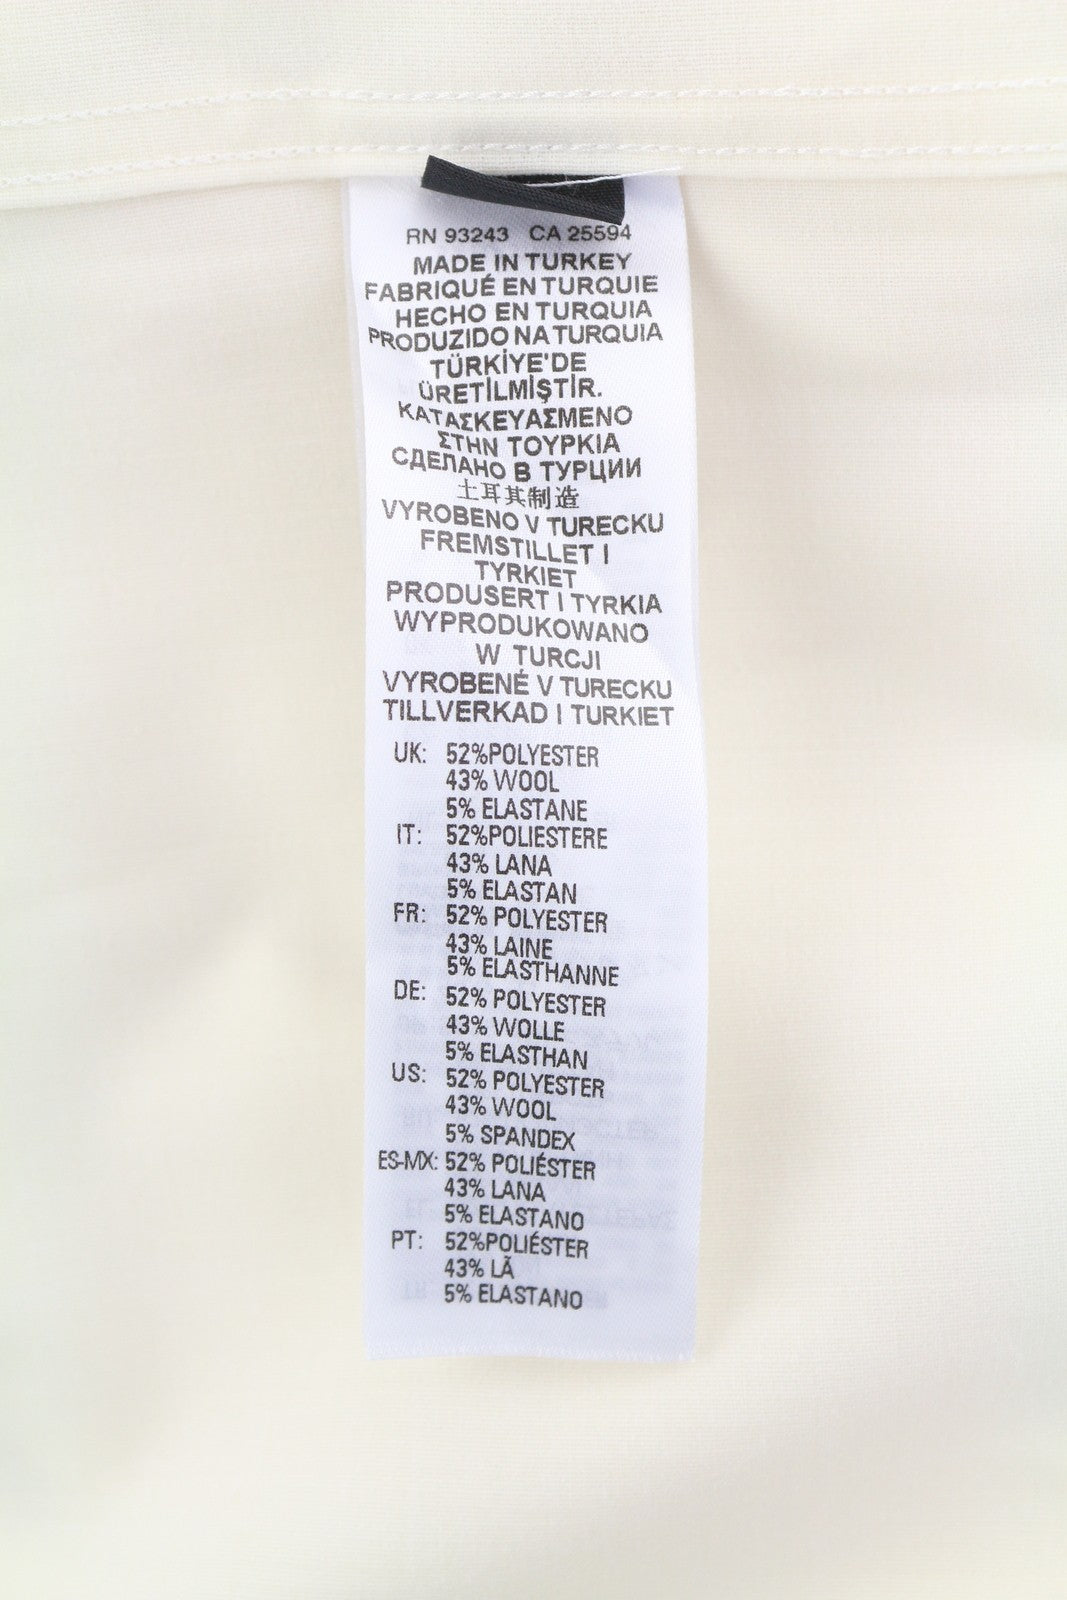 RN 93243 CA 25594
MADE IN TURKEY
FABRIQUÉ EN TURQUIE
HECHO EN TURQUIA
PRODUZIDO NA TURQUIA
TÜRKİYE'DE
ÜRETİLMİŞTİR.
ΚΑΤΑΣΚΕΥΑΣΜΕΝΟ
ΣΤΗΝ ΤΟΥΡΚΙΑ
СДЕЛАНО В ТУРЦИИ
土耳其制造
VYROBENO V TURECKU
FREMSTILLET I
TYRKIET
PRODUSERT I TYRKIA
WYPRODUKOWANO
W TURCJI
VYROBENÉ V TURECKU
TILLVERKAD I TURKIET
UK: 52%POLYESTER
43% WOOL
5% ELASTANE
IT: 52%POLIESTERE
43% LANA
5% ELASTAN
FR: 52% POLYESTER
43% LAINE
5% ELASTHANNE
DE: 52% POLYESTER
43% WOLLE
5% ELASTHAN
US: 52% POLYESTER
43% WOOL
5% SPANDEX
ES-MX: 52% POLIÉSTER
43% LANA
5% ELASTANO
PT: 52%POLIÉSTER
43% LÃ
5% ELASTANO